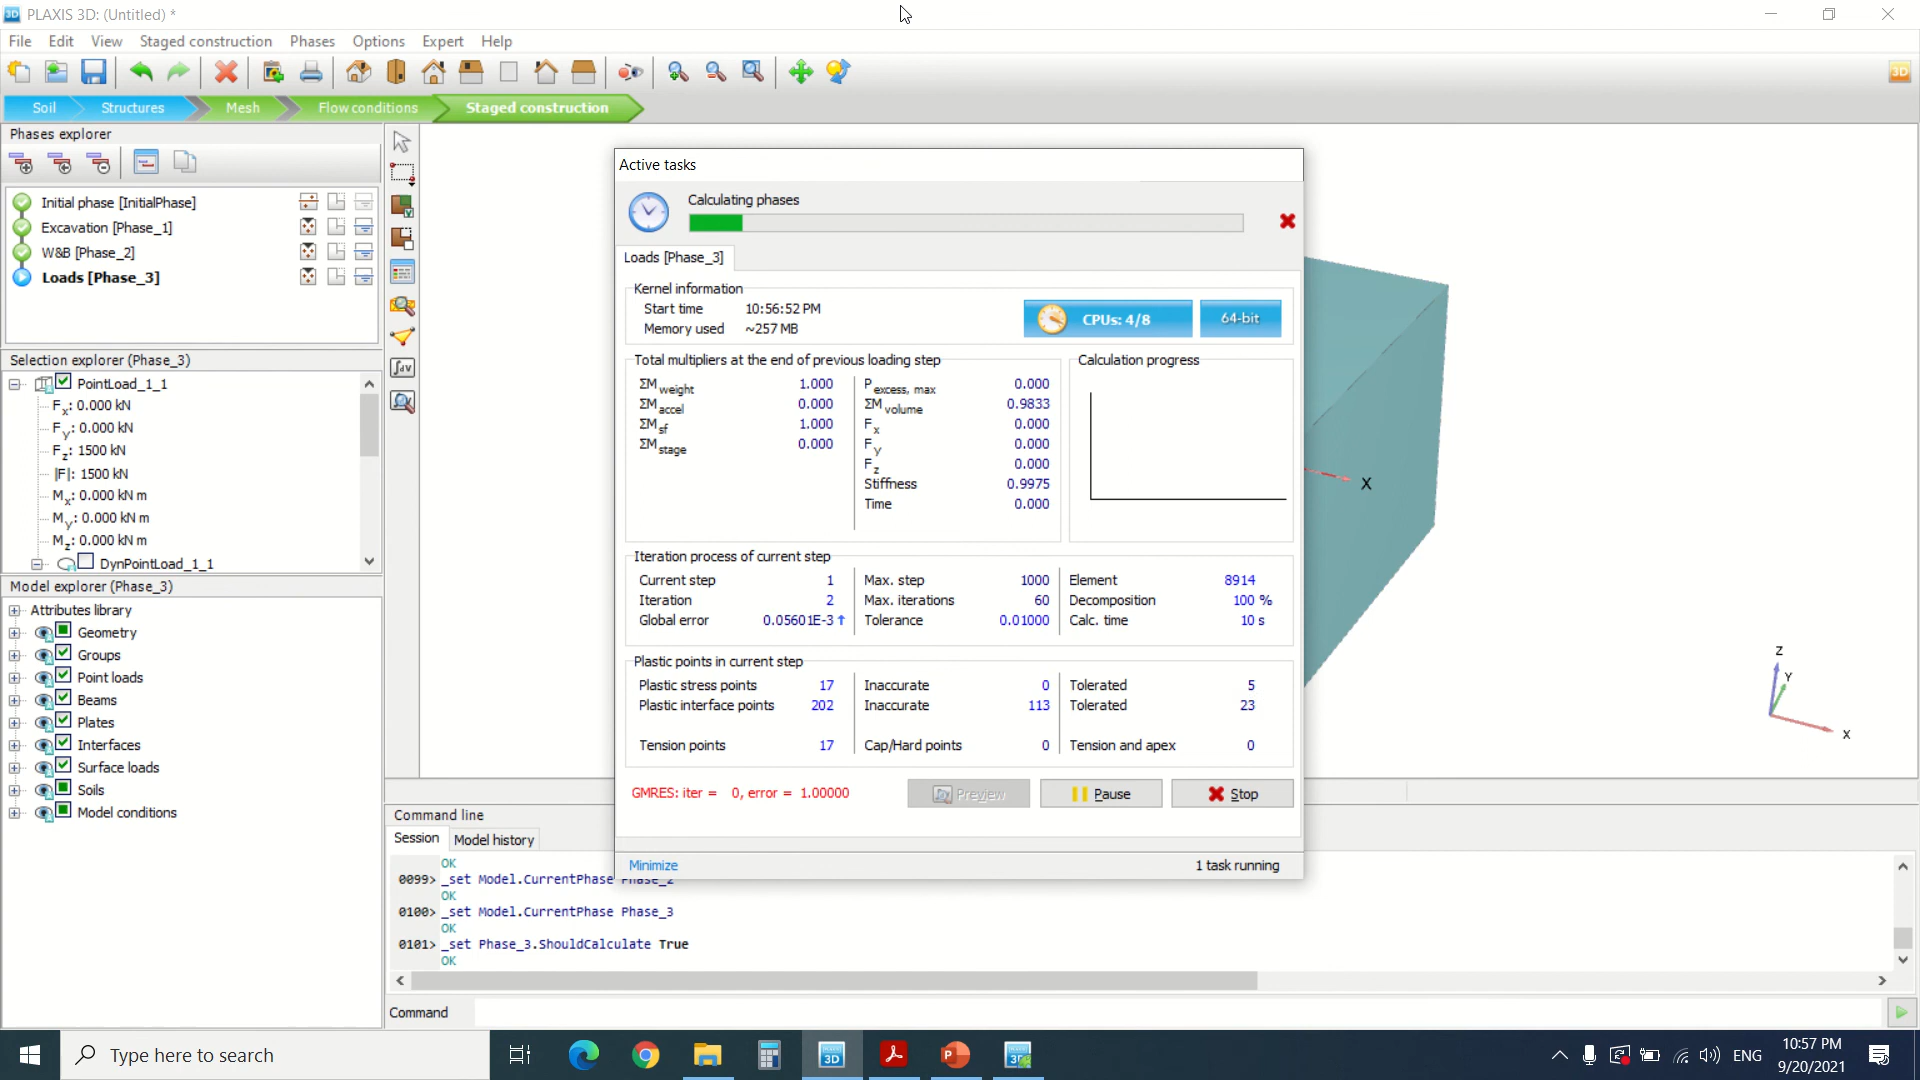 PLAXIS 3D: (Untitled) *
File Edit View Staged construction Phases Options Expert Help
Soil Structures Mesh Flow conditions Staged construction
Phases explorer
Initial phase [InitialPhase]
Excavation [Phase_1]
W&B [Phase_2]
Loads [Phase_3]
Selection explorer (Phase_3)
PointLoad_1_1
Fx: 0.000 kN
Fy: 0.000 kN
Fz: 1500 kN
|F|: 1500 kN
Mx: 0.000 kN m
My: 0.000 kN m
Mz: 0.000 kN m
DynPointLoad_1_1
Model explorer (Phase_3)
Attributes library
Geometry
Groups
Point loads
Beams
Plates
Interfaces
Surface loads
Soils
Model conditions
Active tasks
Calculating phases
Loads [Phase_3]
Kernel information
Start time 10:56:52 PM
Memory used ~257 MB
CPUs: 4/8
64-bit
Total multipliers at the end of previous loading step
ΣM weight 1.000 P excess, max 0.000
ΣM accel 0.000 ΣM volume 0.9833
ΣM sf 1.000 Fx 0.000
ΣM stage 0.000 Fy 0.000
Fz 0.000
Stiffness 0.9975
Time 0.000
Calculation progress
Iteration process of current step
Current step 1 Max. step 1000 Element 8914
Iteration 2 Max. iterations 60 Decomposition 100 %
Global error 0.05601E-3 ↑ Tolerance 0.01000 Calc. time 10 s
Plastic points in current step
Plastic stress points 17 Inaccurate 0 Tolerated 5
Plastic interface points 202 Inaccurate 113 Tolerated 23
Tension points 17 Cap/Hard points 0 Tension and apex 0
GMRES: iter = 0, error = 1.00000
Preview Pause Stop
Minimize 1 task running
X
Z
Y
X
Command line
Session Model history
OK
0099> _set Model.CurrentPhase Phase_2
OK
0100> _set Model.CurrentPhase Phase_3
OK
0101> _set Phase_3.ShouldCalculate True
OK
Command
Type here to search
ENG
10:57 PM
9/20/2021